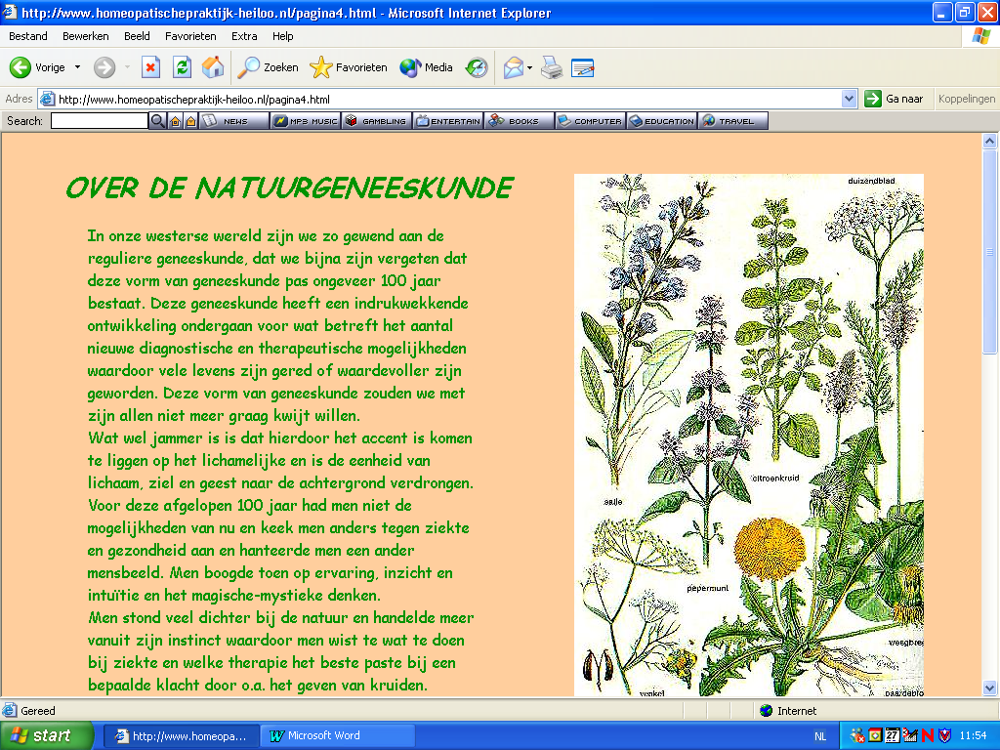 http://www.homeopatischepraktijk-heiloo.nl/pagina4.html - Microsoft Internet Explorer
Bestand Bewerken Beeld Favorieten Extra Help
Vorige Zoeken Favorieten Media
Adres http://www.homeopatischepraktijk-heiloo.nl/pagina4.html Ga naar Koppelingen
Search: NEWS MP3 MUSIC GAMBLING ENTERTAIN BOOKS COMPUTER EDUCATION TRAVEL
OVER DE NATUURGENEESKUNDE
In onze westerse wereld zijn we zo gewend aan de
reguliere geneeskunde, dat we bijna zijn vergeten dat
deze vorm van geneeskunde pas ongeveer 100 jaar
bestaat. Deze geneeskunde heeft een indrukwekkende
ontwikkeling ondergaan voor wat betreft het aantal
nieuwe diagnostische en therapeutische mogelijkheden
waardoor vele levens zijn gered of waardevoller zijn
geworden. Deze vorm van geneeskunde zouden we met
zijn allen niet meer graag kwijt willen.
Wat wel jammer is is dat hierdoor het accent is komen
te liggen op het lichamelijke en is de eenheid van
lichaam, ziel en geest naar de achtergrond verdrongen.
Voor deze afgelopen 100 jaar had men niet de
mogelijkheden van nu en keek men anders tegen ziekte
en gezondheid aan en hanteerde men een ander
mensbeeld. Men boogde toen op ervaring, inzicht en
intuïtie en het magische-mystieke denken.
Men stond veel dichter bij de natuur en handelde meer
vanuit zijn instinct waardoor men wist te wat te doen
bij ziekte en welke therapie het beste paste bij een
bepaalde klacht door o.a. het geven van kruiden.
duizendblad
citroenkruid
salie
pepermunt
weegbree
venkel
paardeblo
Gereed Internet
start http://www.homeopa... Microsoft Word NL 27 N 11:54